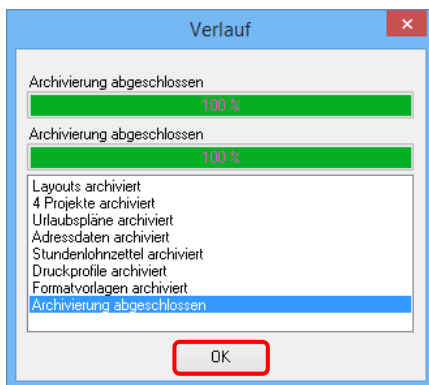 Verlauf
Archivierung abgeschlossen
100 %
Archivierung abgeschlossen
100 %
Layouts archiviert
4 Projekte archiviert
Urlaubspläne archiviert
Adressdaten archiviert
Stundenlohnzettel archiviert
Druckprofile archiviert
Formatvorlagen archiviert
Archivierung abgeschlossen
OK